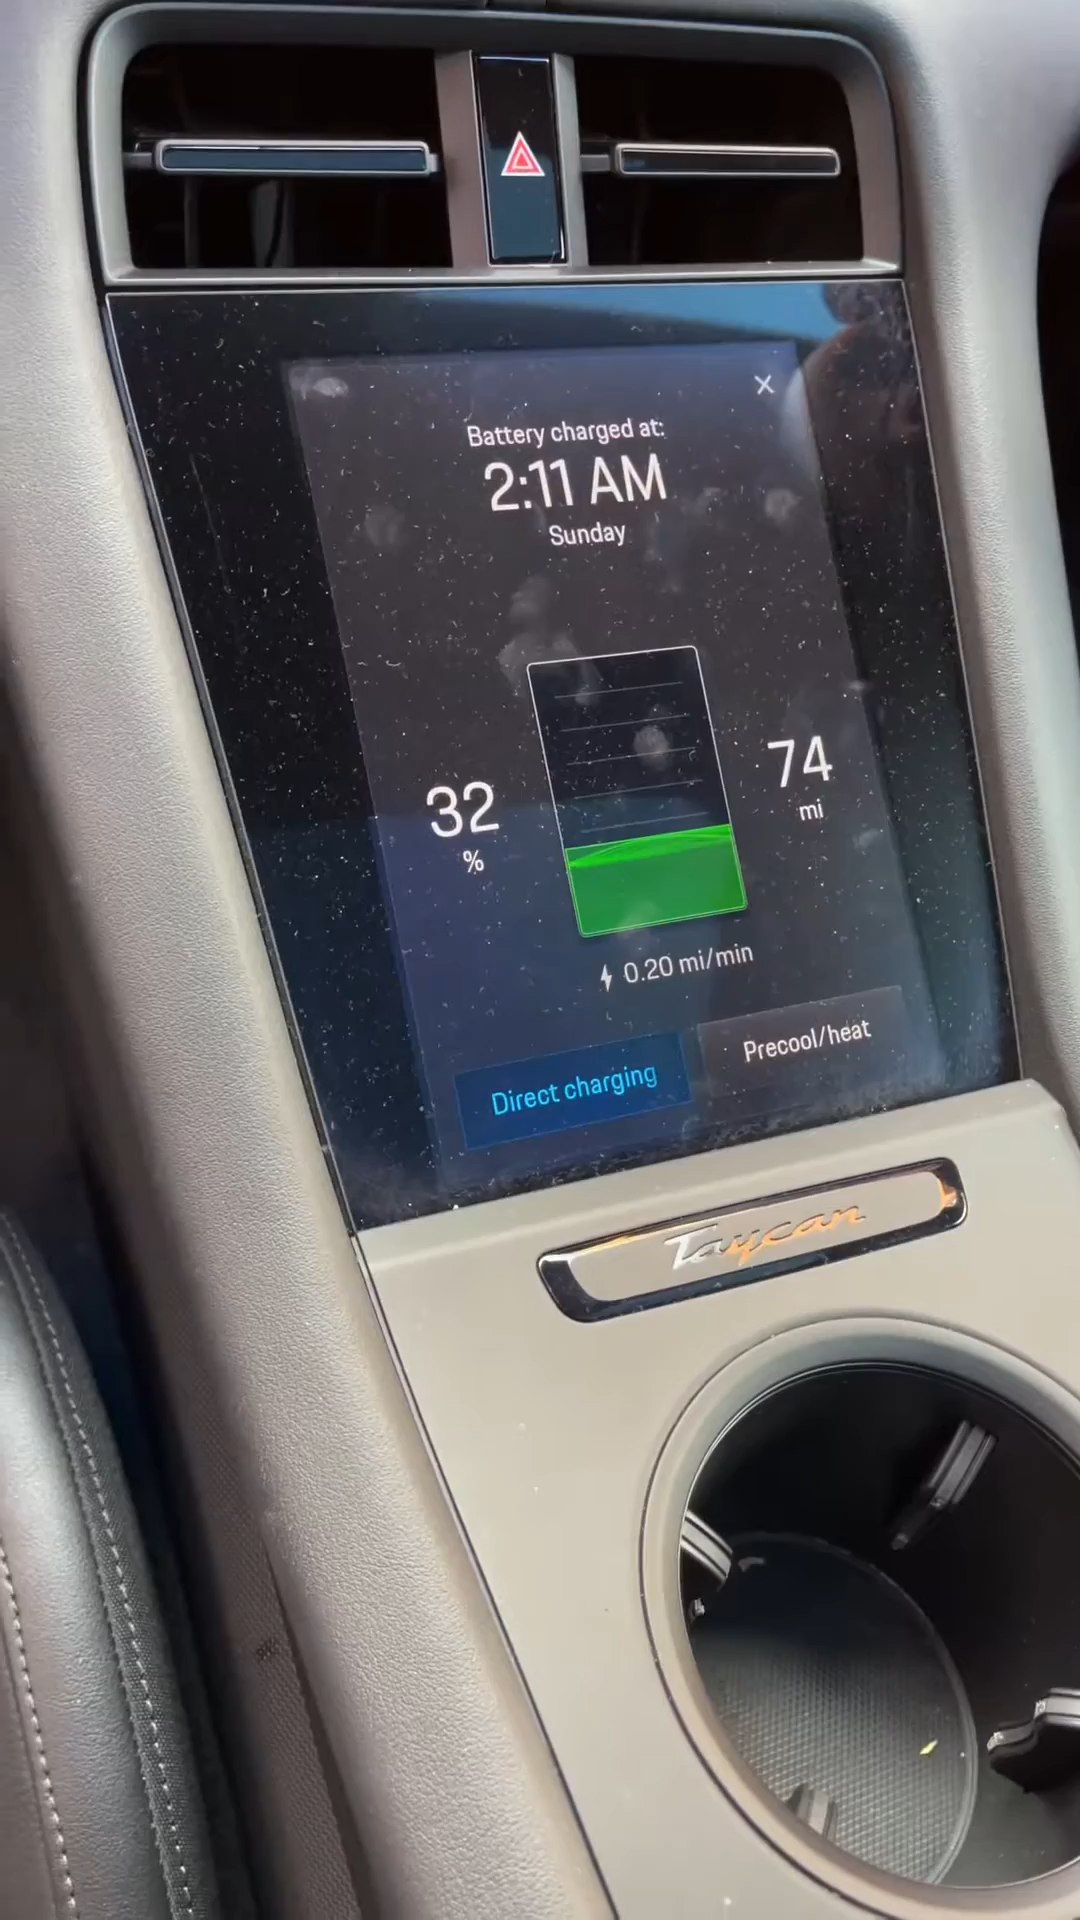 Battery charged at:
2:11 AM
Sunday
32
%
74
mi
0.20 mi/min
Direct charging
Precool/heat
Taycan